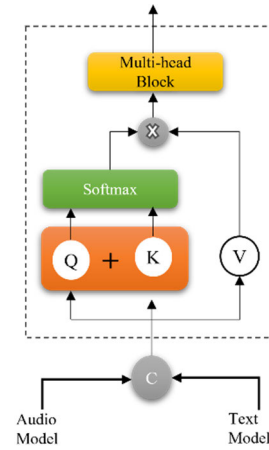 Multi-head
Block
X
Softmax
Q + K
V
C
Audio
Model
Text
Model